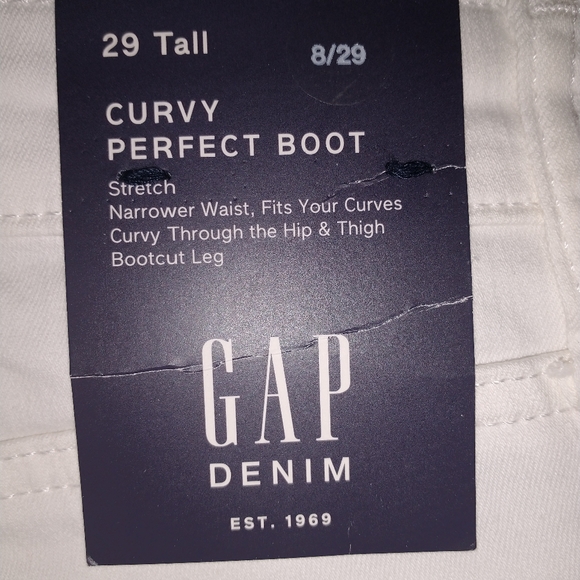 29 Tall
8/29
CURVY
PERFECT BOOT
Stretch
Narrower Waist, Fits Your Curves
Curvy Through the Hip & Thigh
Bootcut Leg
GAP
DENIM
EST. 1969